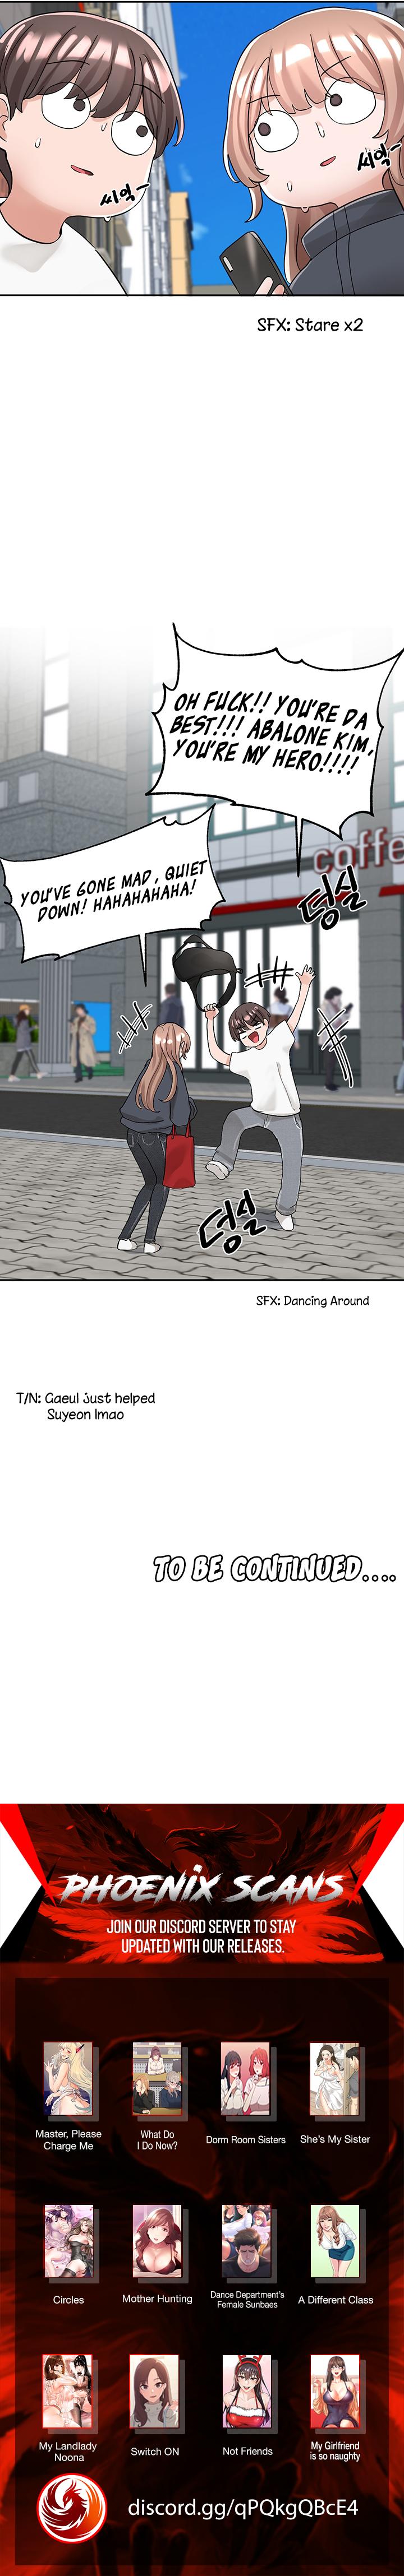 씨익~
씨익~
SFX: Stare x2
OH FUCK!! YOU'RE DA
BEST!!! ABALONE KIM,
YOU'RE MY HERO!!!!
YOU'VE GONE MAD, QUIET
DOWN! HAHAHAHAHA!
coffe
덩실
덩실
SFX: Dancing Around
T/N: Gaeul just helped
Suyeon lmao
TO BE CONTINUED....
PHOENIX SCANS
JOIN OUR DISCORD SERVER TO STAY
UPDATED WITH OUR RELEASES.
Master, Please
Charge Me
What Do
I Do Now?
Dorm Room Sisters
She's My Sister
Circles
Mother Hunting
Dance Department's
Female Sunbaes
A Different Class
My Landlady
Noona
Switch ON
Not Friends
My Girlfriend
is so naughty
discord.gg/qPQkgQBcE4